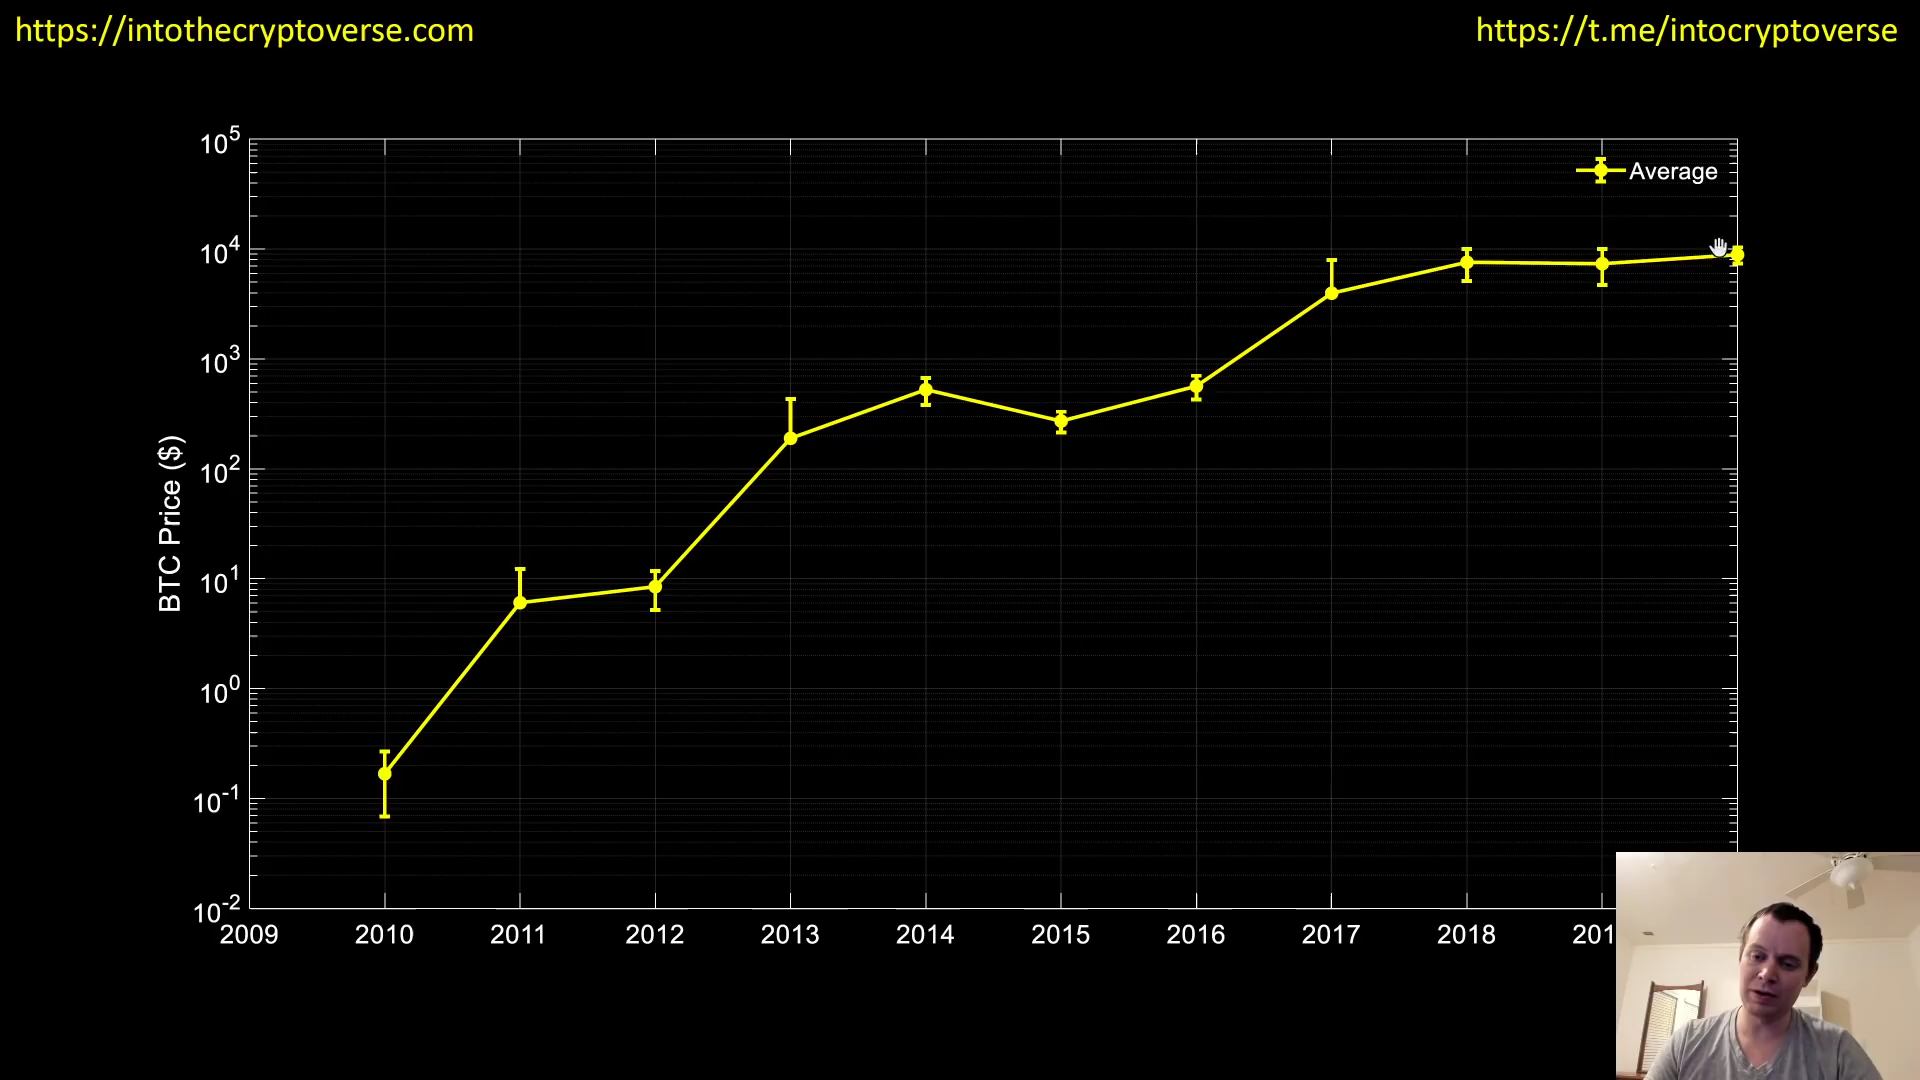 https://intothecryptoverse.com
https://t.me/intocryptoverse
Average
BTC Price ($)
10^5
10^4
10^3
10^2
10^1
10^0
10^-1
10^-2
2009 2010 2011 2012 2013 2014 2015 2016 2017 2018 201